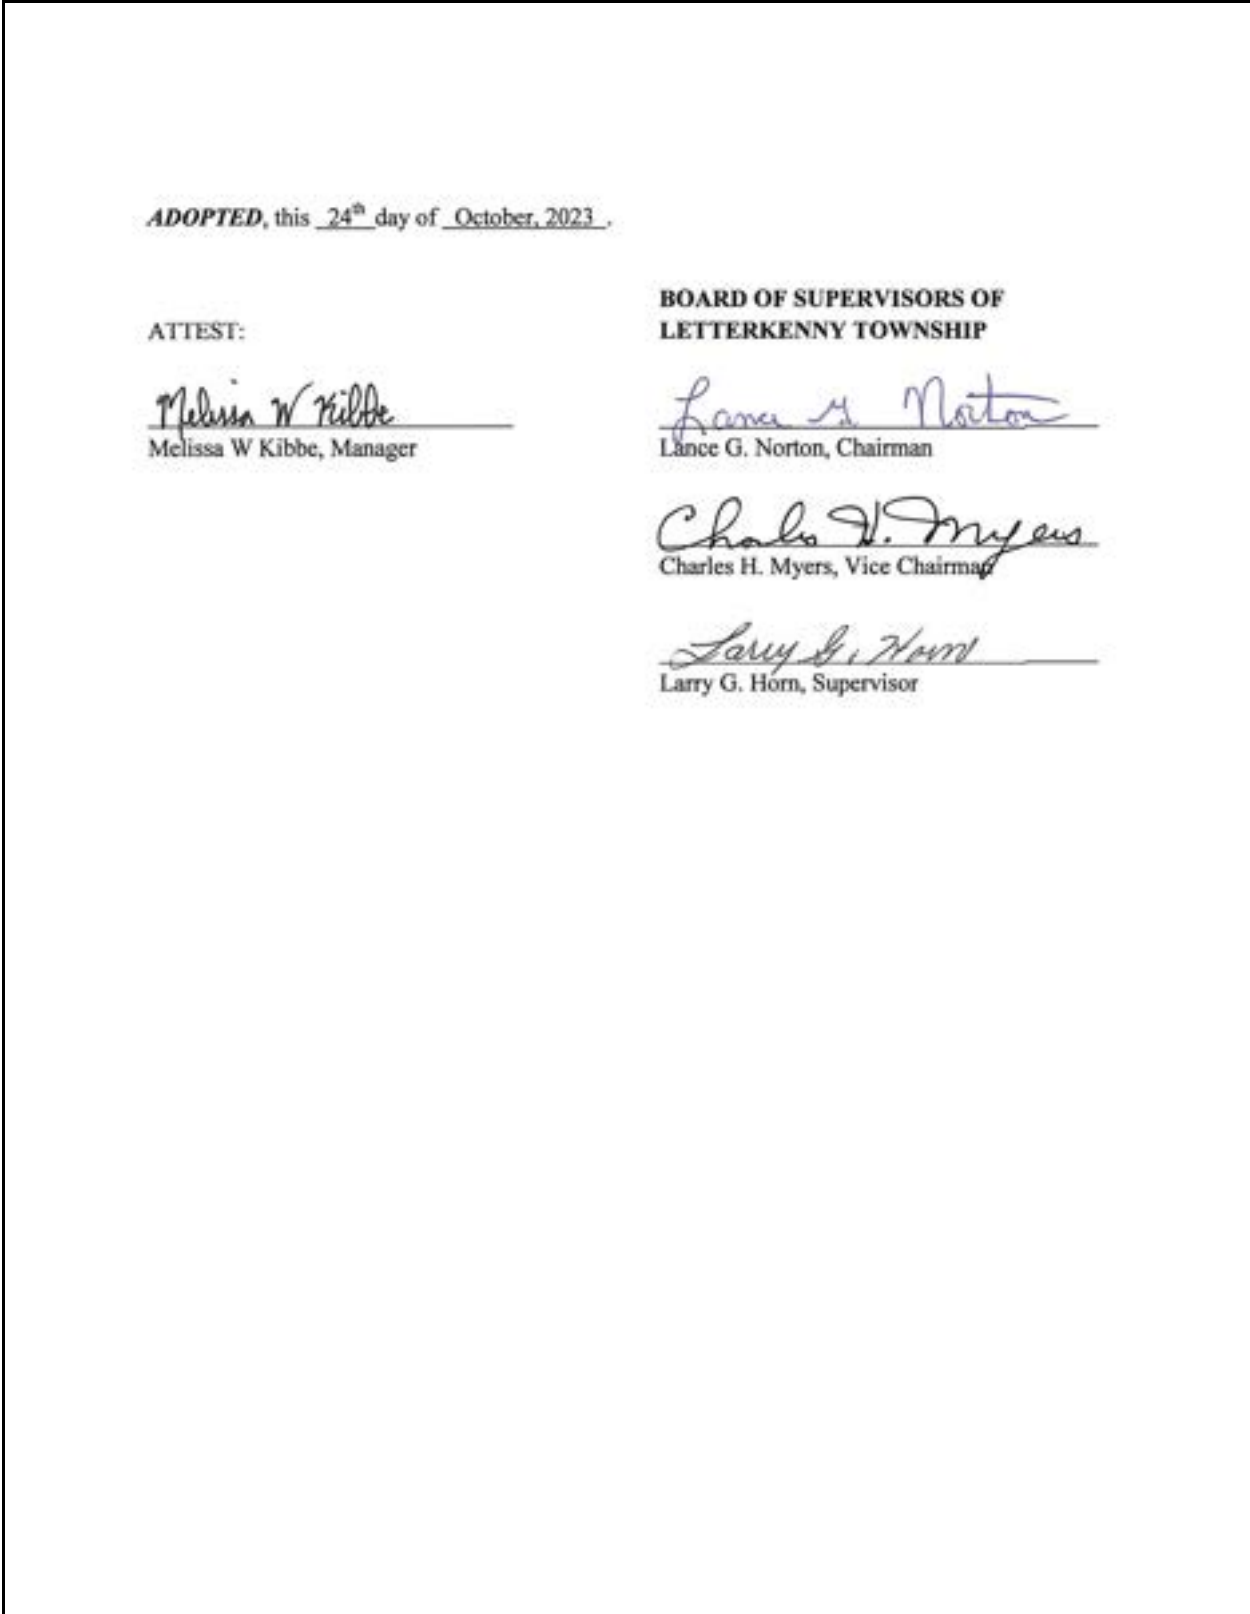 ADOPTED, this 24th day of October, 2023 .
BOARD OF SUPERVISORS OF
LETTERKENNY TOWNSHIP
ATTEST:
Melissa W Kibbe
Melissa W Kibbe, Manager
Lance G Norton
Lance G. Norton, Chairman
Charles H. Myers
Charles H. Myers, Vice Chairman
Larry G. Horn
Larry G. Horn, Supervisor